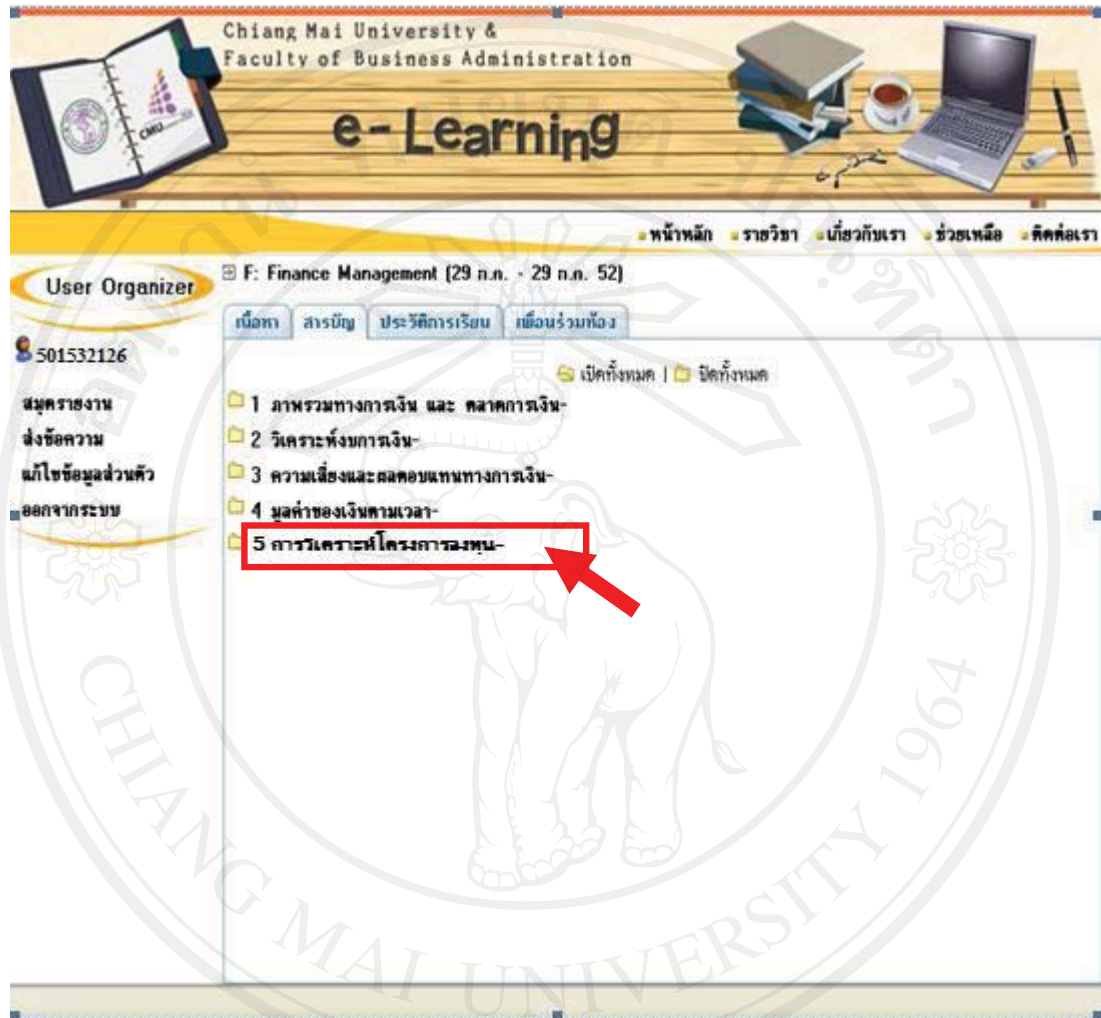 Chiang Mai University &
Faculty of Business Administration
e-Learning
CMU
หน้าหลัก รายวิชา เกี่ยวกับเรา ช่วยเหลือ ติดต่อเรา
User Organizer
501532126
สมุดรายงาน
ส่งข้อความ
แก้ไขข้อมูลส่วนตัว
ออกจากระบบ
F: Finance Management (29 ก.ค. - 29 ก.ค. 52)
เนื้อหา สารบัญ ประวัติการเรียน เพื่อนร่วมห้อง
เปิดทั้งหมด | ปิดทั้งหมด
1 ภาพรวมทางการเงิน และ ตลาดการเงิน-
2 วิเคราะห์งบการเงิน-
3 ความเสี่ยงและผลตอบแทนทางการเงิน-
4 มูลค่าของเงินตามเวลา-
5 การวิเคราะห์โครงการลงทุน-
CHIANG MAI UNIVERSITY 1964